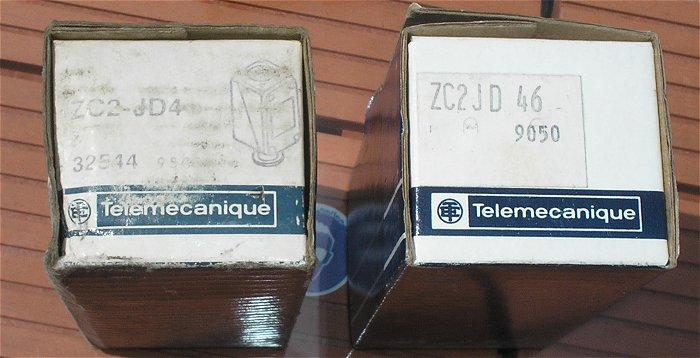 ZC2-JD4
32544
Telemecanique
ZC2JD 46
9050
Telemecanique